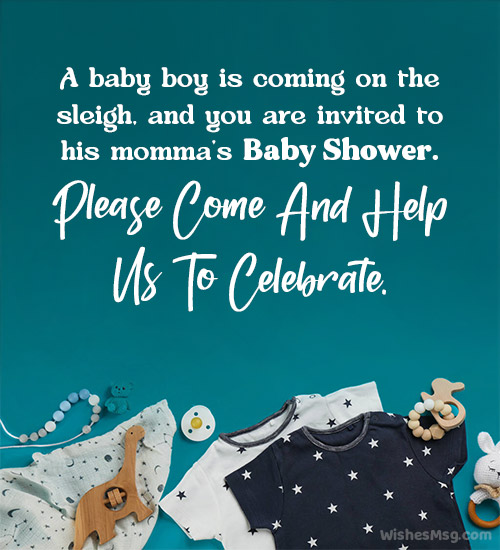 A baby boy is coming on the
sleigh, and you are invited to
his momma's Baby Shower.
Please Come And Help
Us To Celebrate.
WishesMsg.com